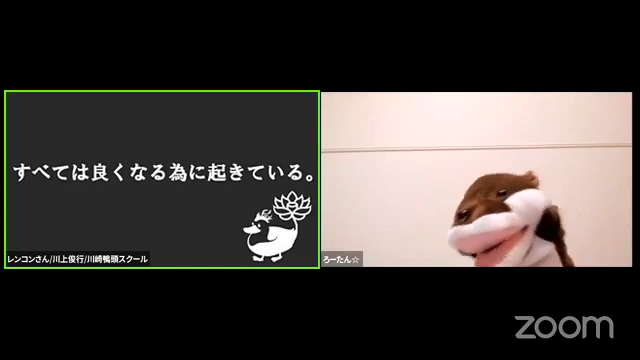 すべては良くなる為に起きている。
レンコンさん/川上俊行/川崎鴨頭スクール
ろーたん☆
zoom